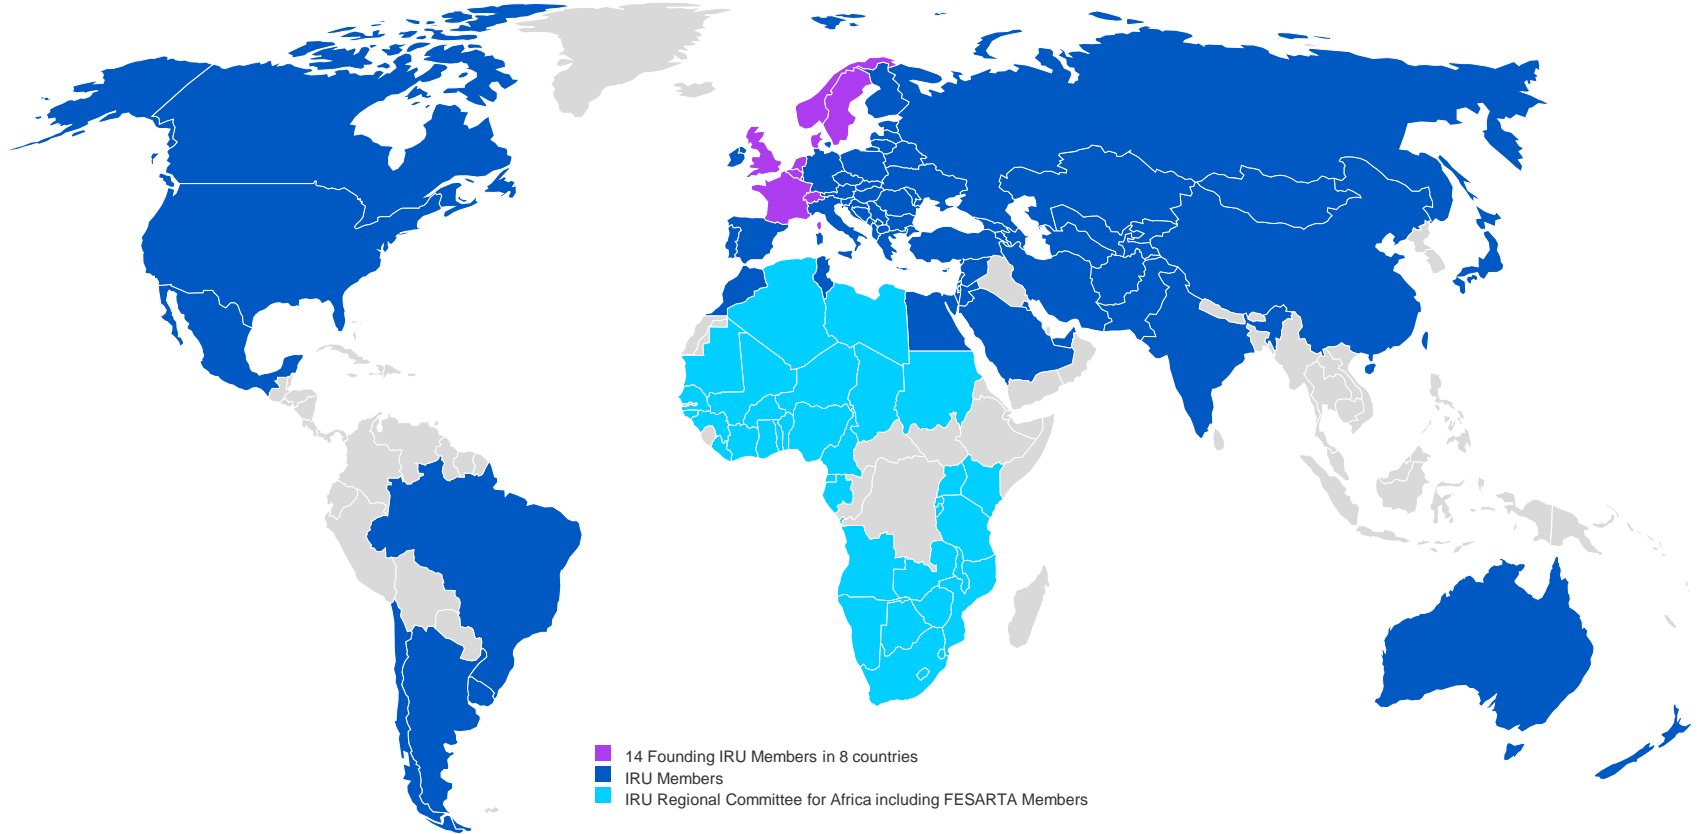 14 Founding IRU Members in 8 countries
IRU Members
IRU Regional Committee for Africa including FESARTA Members